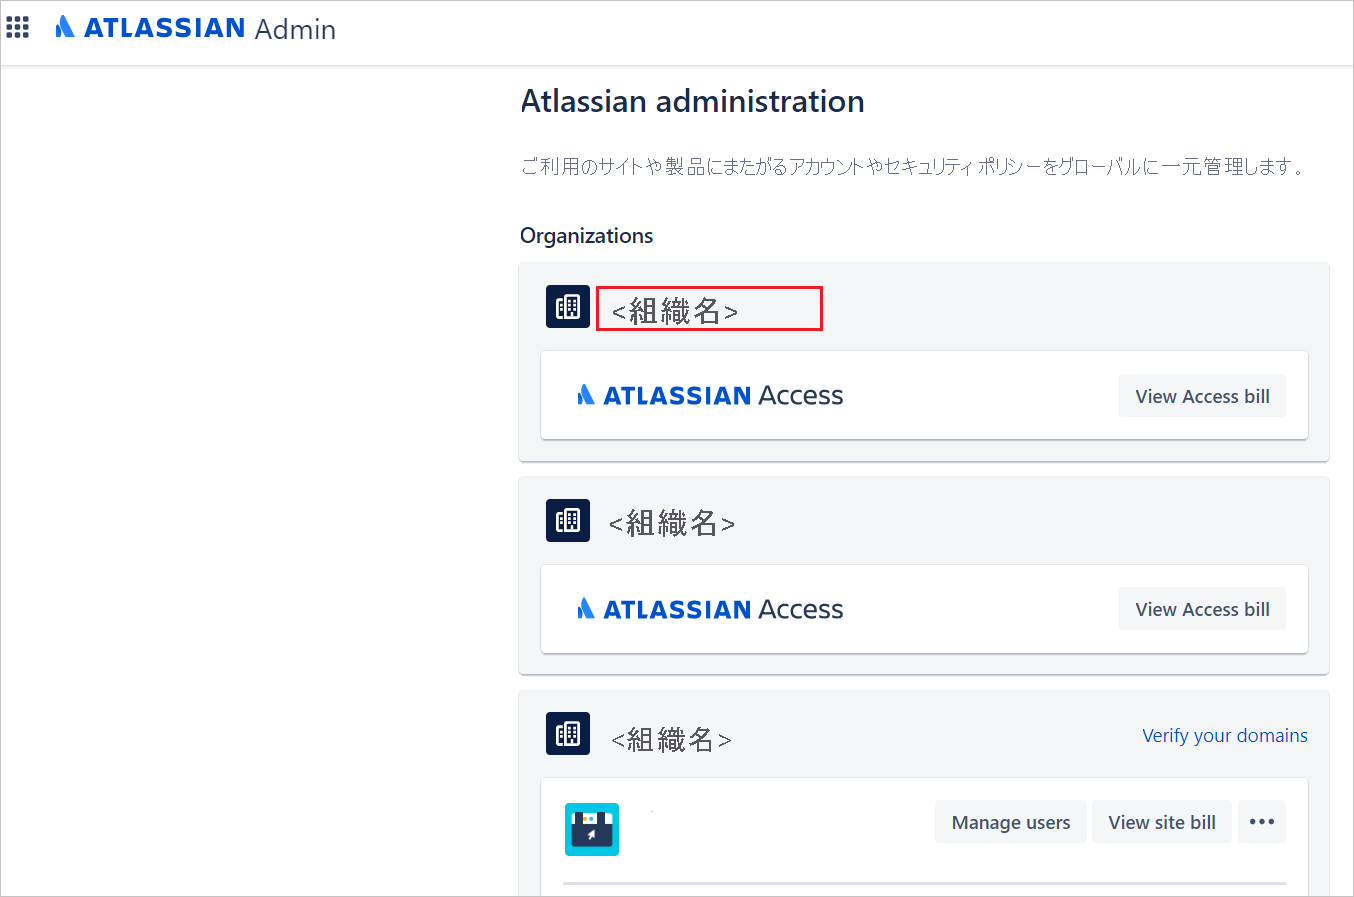 ATLASSIAN Admin
Atlassian administration
ご利用のサイトや製品にまたがるアカウントやセキュリティ ポリシーをグローバルに一元管理します。
Organizations
<組織名>
ATLASSIAN Access
View Access bill
<組織名>
ATLASSIAN Access
View Access bill
<組織名>
Verify your domains
Manage users
View site bill